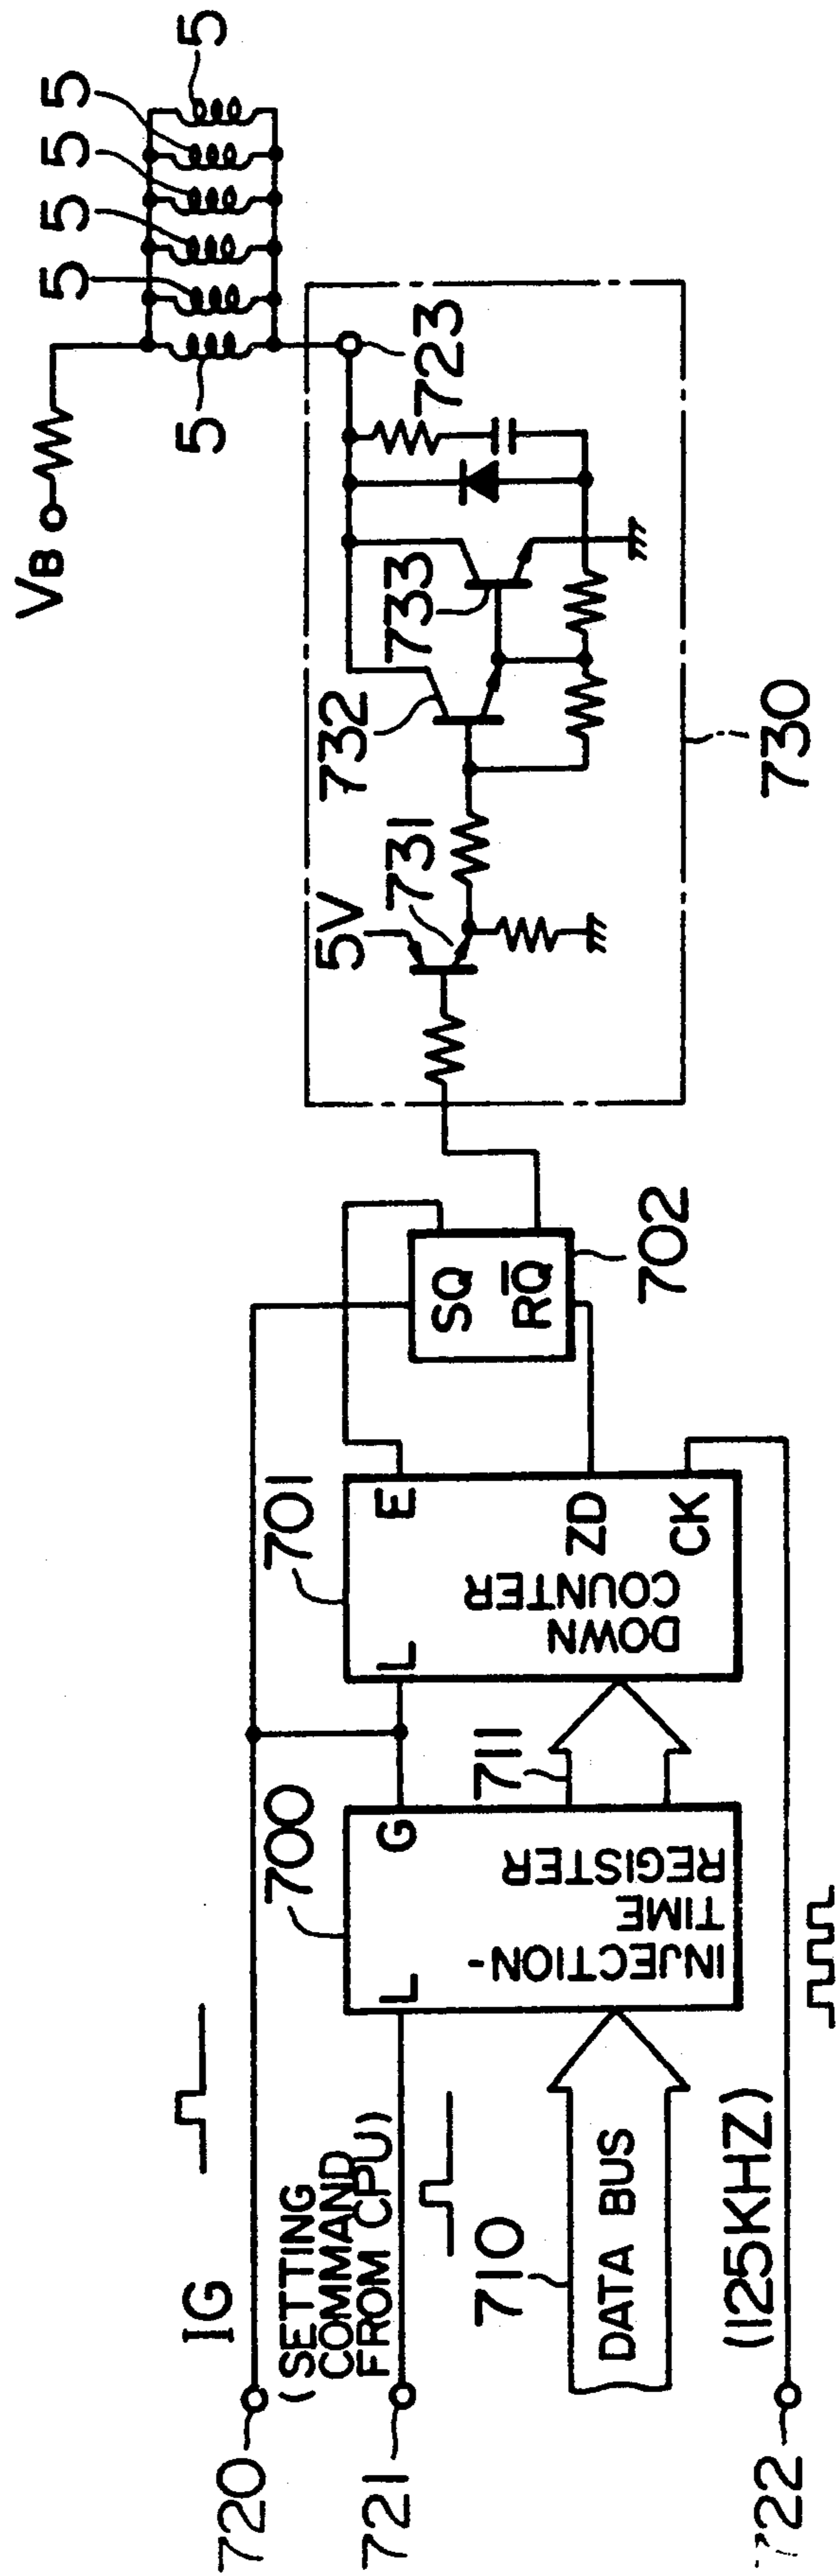 VB
5
5
5
5
5
5
723
733
732
731
5V
730
702
SQ
RQ̅
701
L
E
ZD
CK
DOWN
COUNTER
711
700
L
G
INJECTION-
TIME
REGISTER
IG
(SETTING
COMMAND
FROM CPU)
710
DATA BUS
(125KHZ)
720
721
722